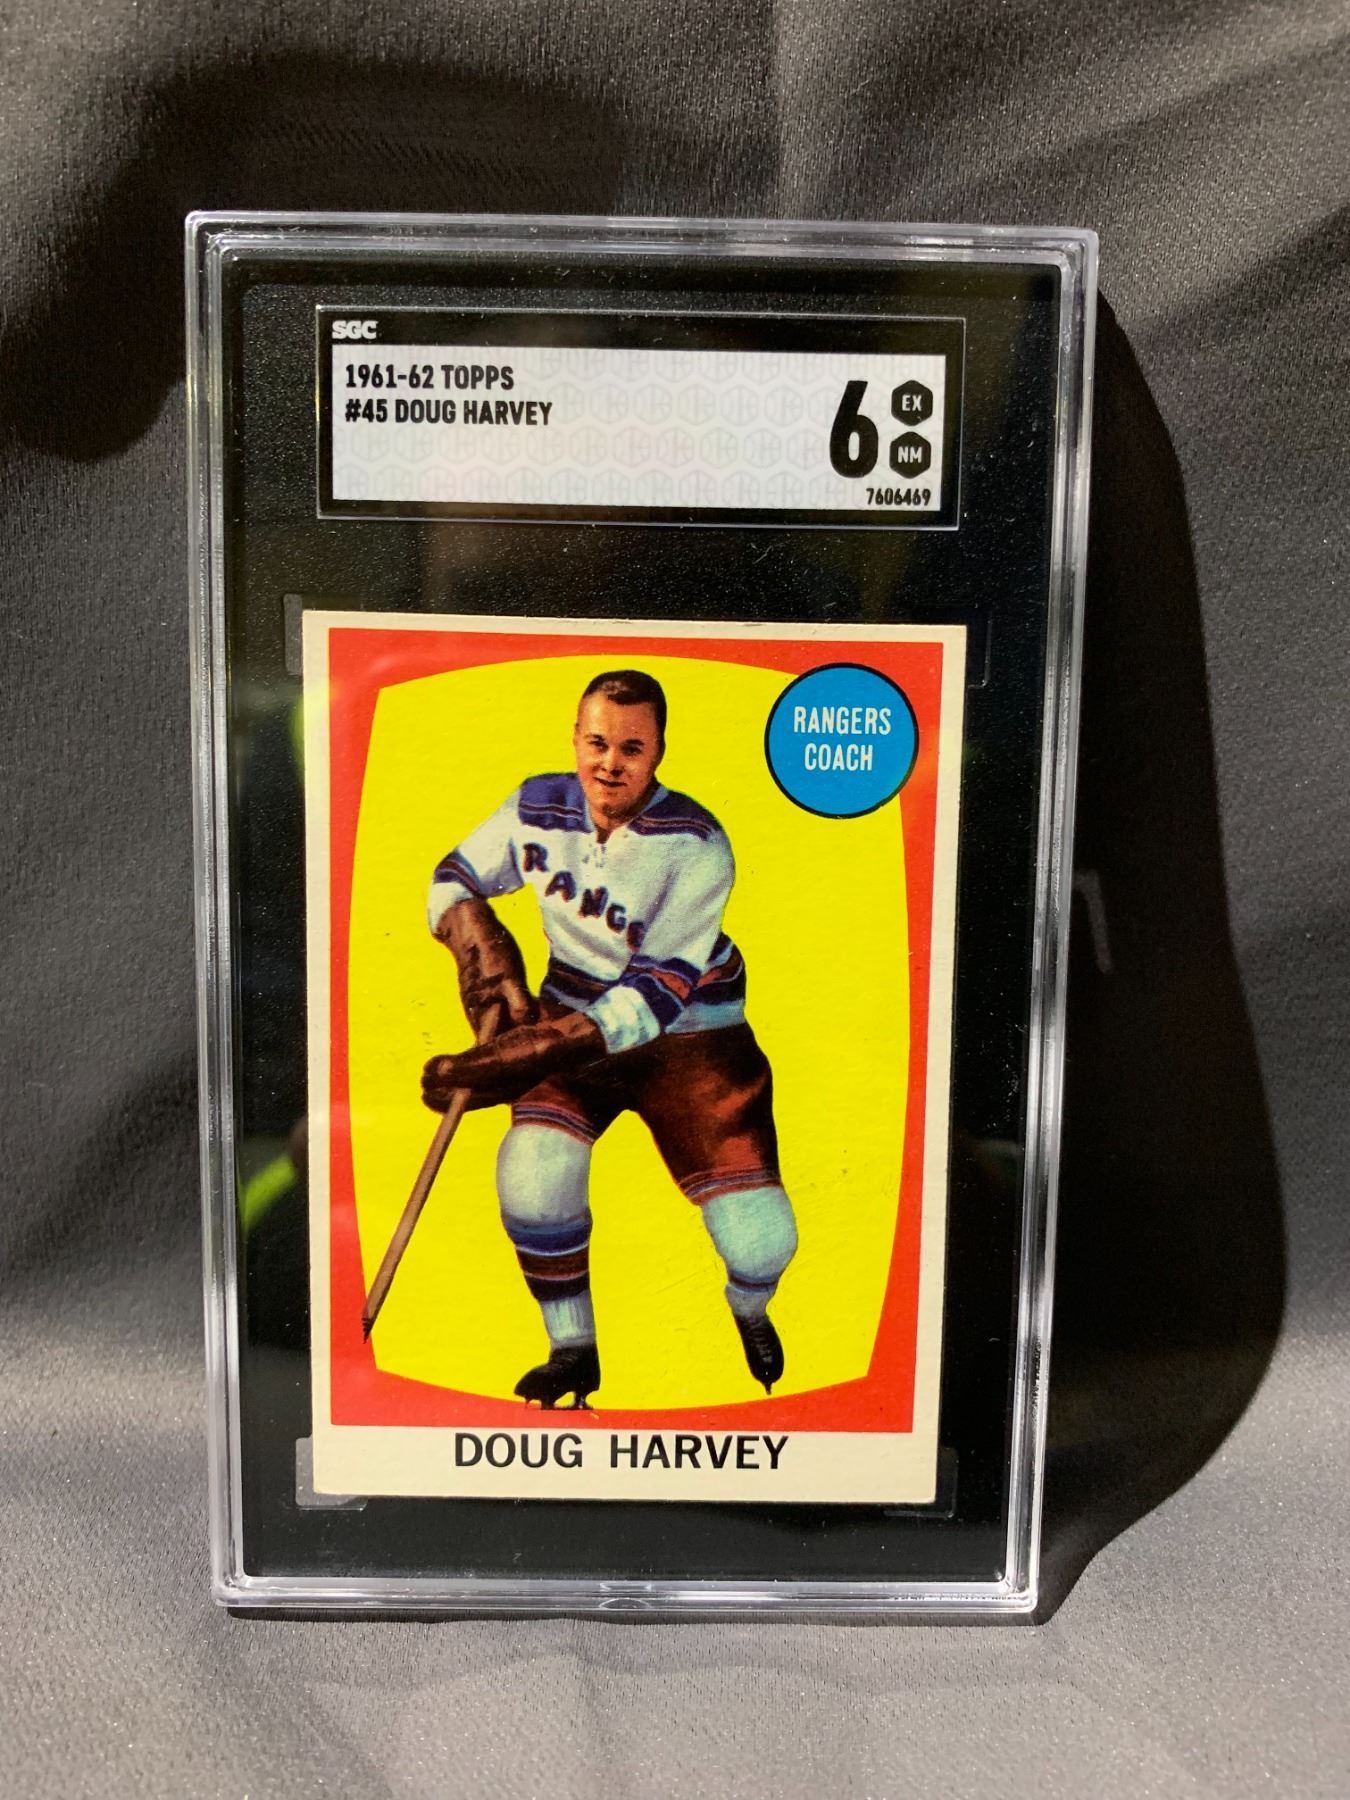 SGC
1961-62 TOPPS
#45 DOUG HARVEY
6
EX
NM
7606469
RANGERS
COACH
RANGE
DOUG HARVEY